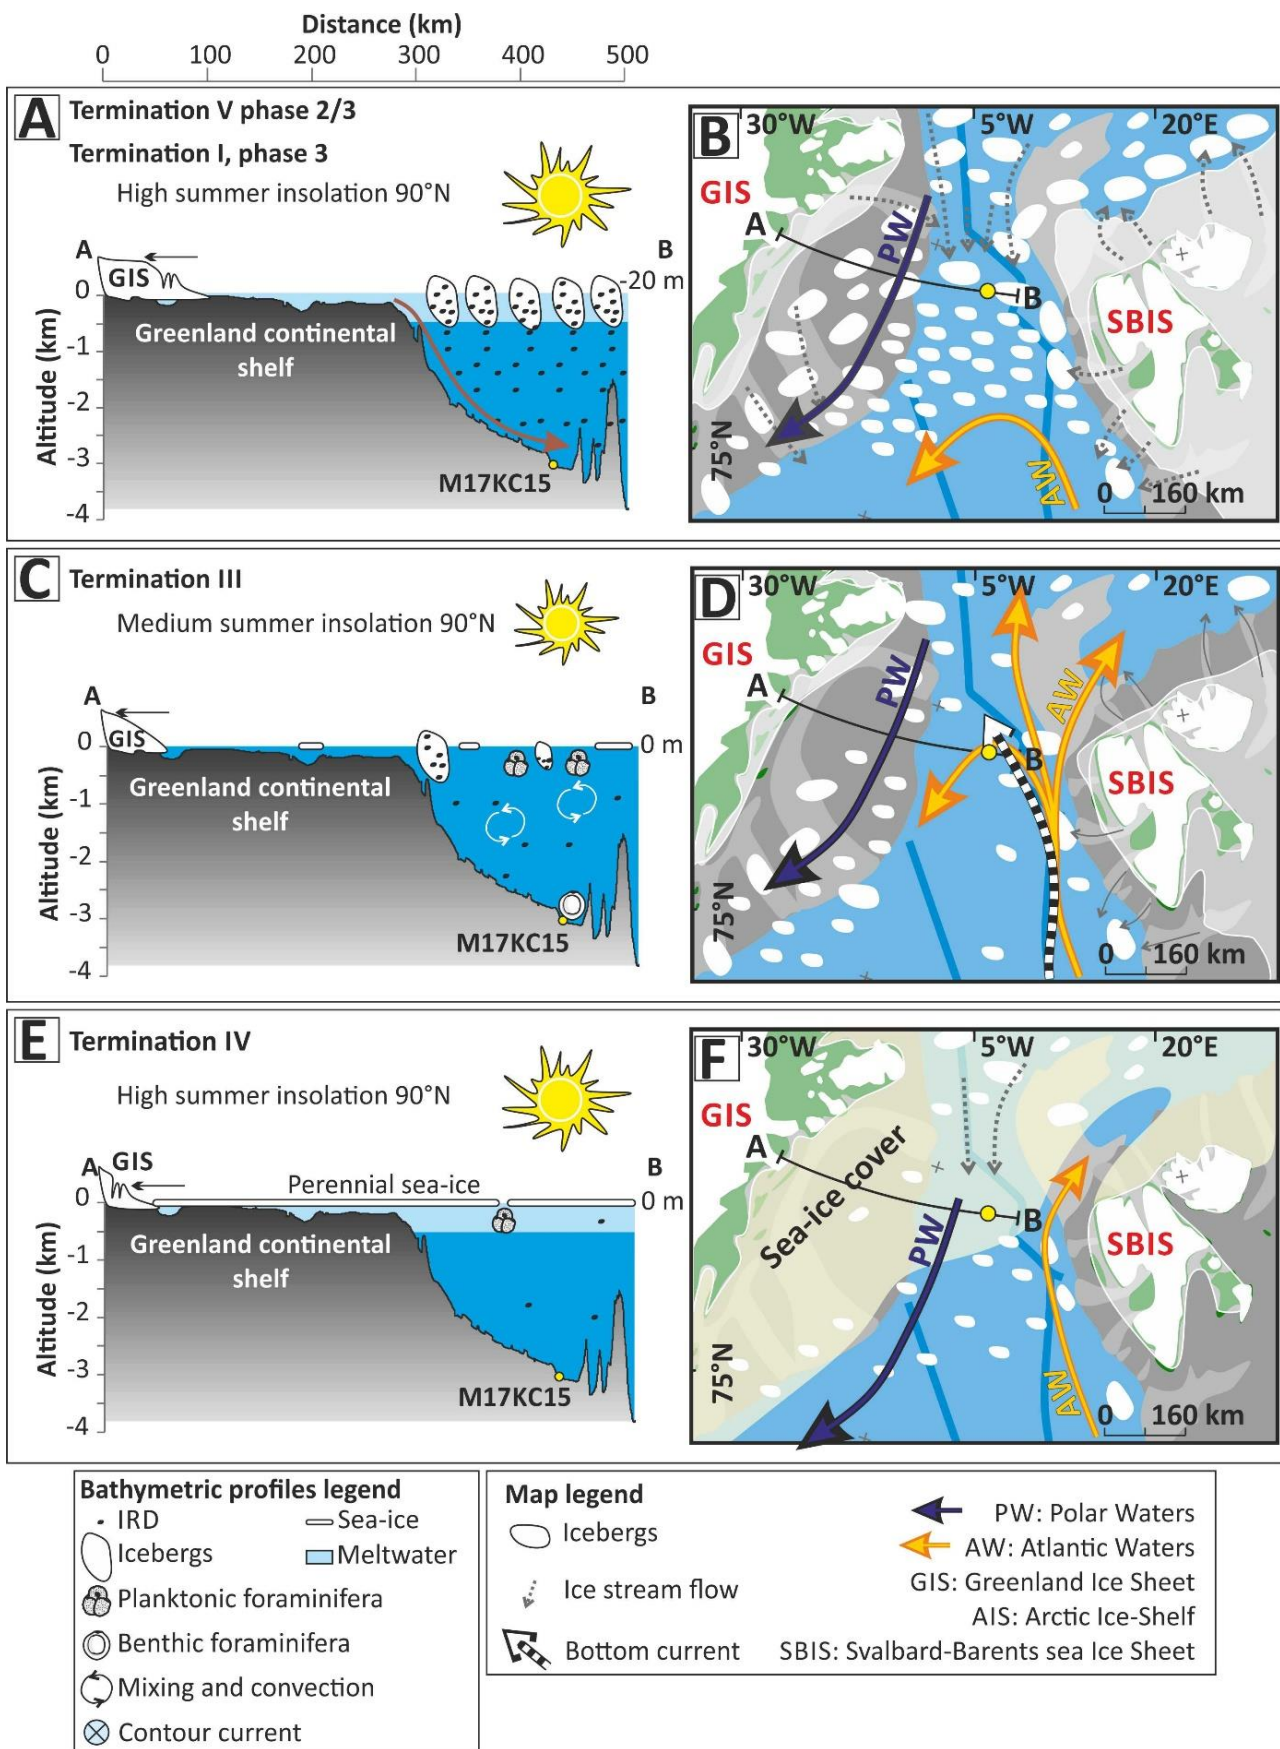 Distance (km)
0 100 200 300 400 500
A Termination V phase 2/3
Termination I, phase 3
High summer insolation 90°N
A
B
GIS
-20 m
0
-1
-2
-3
-4
Altitude (km)
Greenland continental
shelf
M17KC15
B
30°W 5°W 20°E
GIS
A
PW
B
SBIS
75°N
AW
0 160 km
C Termination III
Medium summer insolation 90°N
A
B
GIS
0 m
0
-1
-2
-3
-4
Altitude (km)
Greenland continental
shelf
M17KC15
D
30°W 5°W 20°E
GIS
A
PW
AW
B
SBIS
75°N
0 160 km
E Termination IV
High summer insolation 90°N
A GIS
B
Perennial sea-ice
0 m
0
-1
-2
-3
-4
Altitude (km)
Greenland continental
shelf
M17KC15
F
30°W 5°W 20°E
GIS
A
Sea-ice cover
PW
B
SBIS
75°N
AW
0 160 km
Bathymetric profiles legend
IRD
Sea-ice
Icebergs
Meltwater
Planktonic foraminifera
Benthic foraminifera
Mixing and convection
Contour current
Map legend
Icebergs
Ice stream flow
Bottom current
PW: Polar Waters
AW: Atlantic Waters
GIS: Greenland Ice Sheet
AIS: Arctic Ice-Shelf
SBIS: Svalbard-Barents sea Ice Sheet